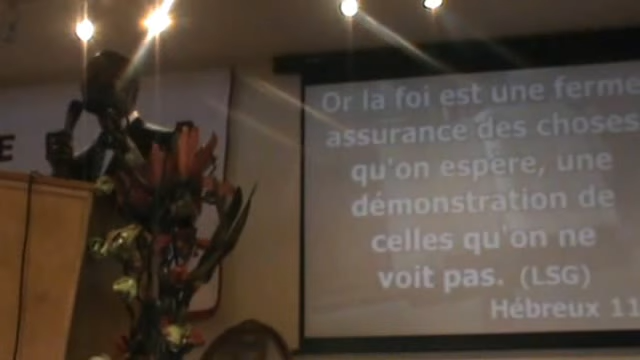 Or la foi est une ferme
assurance des choses
qu'on espère, une
démonstration de
celles qu'on ne
voit pas. (LSG)
Hébreux 11
E